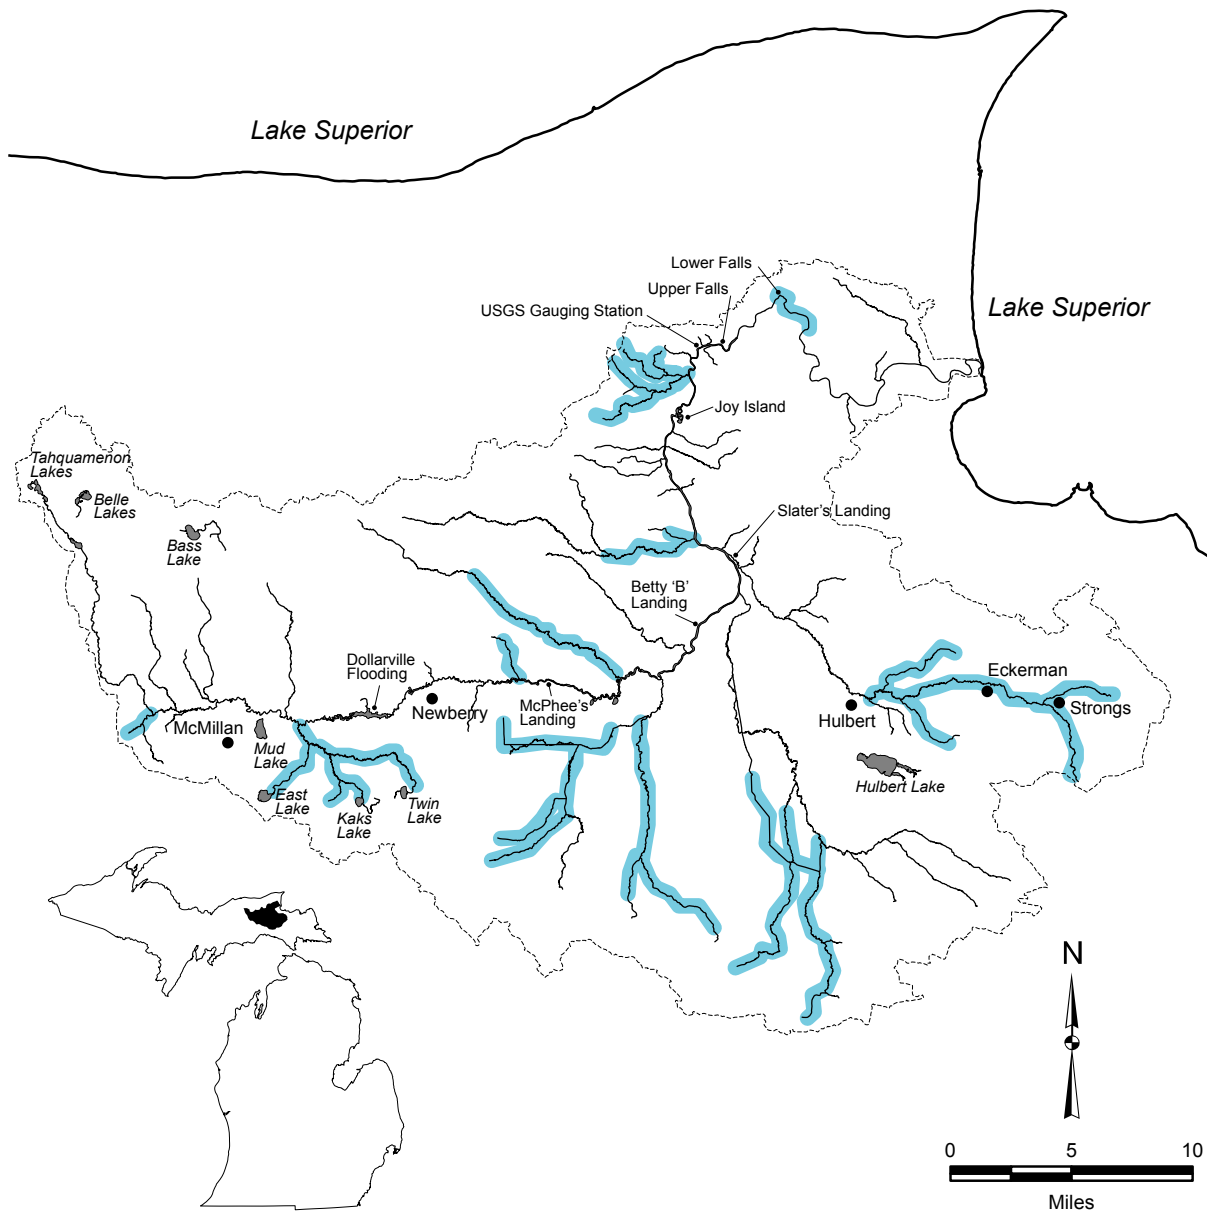 Lake Superior
Lower Falls
Upper Falls
USGS Gauging Station
Lake Superior
Joy Island
Tahquamenon
Lakes
Belle
Lakes
Bass
Lake
Slater's Landing
Betty 'B'
Landing
Dollarville
Flooding
Eckerman
McPhee's
Landing
Newberry
Hulbert
Strongs
McMillan
Mud
Lake
Hulbert Lake
East
Lake
Kaks
Lake
Twin
Lake
N
0 5 10
Miles